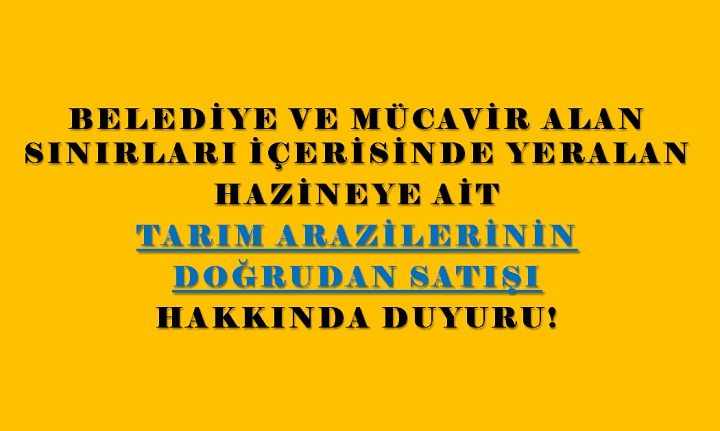 BELEDİYE VE MÜCAVİR ALAN
SINIRLARI İÇERİSİNDE YERALAN
HAZİNEYE AİT
TARIM ARAZİLERİNİN
DOĞRUDAN SATIŞI
HAKKINDA DUYURU!